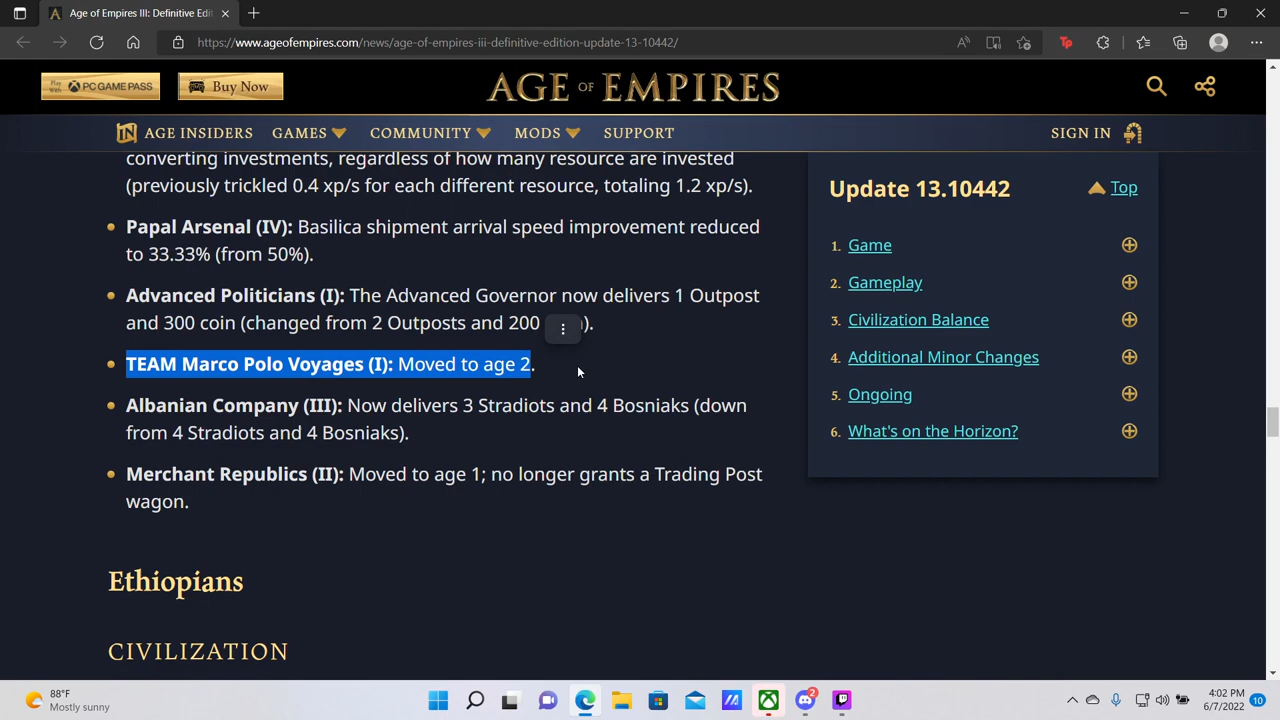 Age of Empires III: Definitive Edit
https://www.ageofempires.com/news/age-of-empires-iii-definitive-edition-update-13-10442/
PC GAME PASS
Buy Now
AGE OF EMPIRES
AGE INSIDERS GAMES COMMUNITY MODS SUPPORT SIGN IN
converting investments, regardless of how many resource are invested
(previously trickled 0.4 xp/s for each different resource, totaling 1.2 xp/s).
Papal Arsenal (IV): Basilica shipment arrival speed improvement reduced
to 33.33% (from 50%).
Advanced Politicians (I): The Advanced Governor now delivers 1 Outpost
and 300 coin (changed from 2 Outposts and 200 ).
TEAM Marco Polo Voyages (I): Moved to age 2.
Albanian Company (III): Now delivers 3 Stradiots and 4 Bosniaks (down
from 4 Stradiots and 4 Bosniaks).
Merchant Republics (II): Moved to age 1; no longer grants a Trading Post
wagon.
Ethiopians
CIVILIZATION
Update 13.10442
Top
1. Game
2. Gameplay
3. Civilization Balance
4. Additional Minor Changes
5. Ongoing
6. What's on the Horizon?
88°F
Mostly sunny
2
4:02 PM
6/7/2022
10